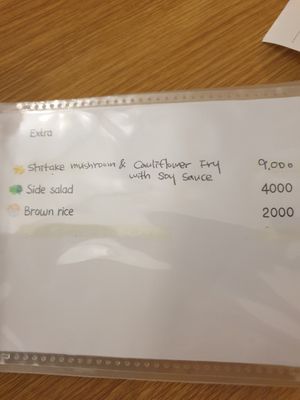 Extra
Shitake mushroom & Cauliflower Fry 9,000
with Soy Sauce
Side salad 4000
Brown rice 2000